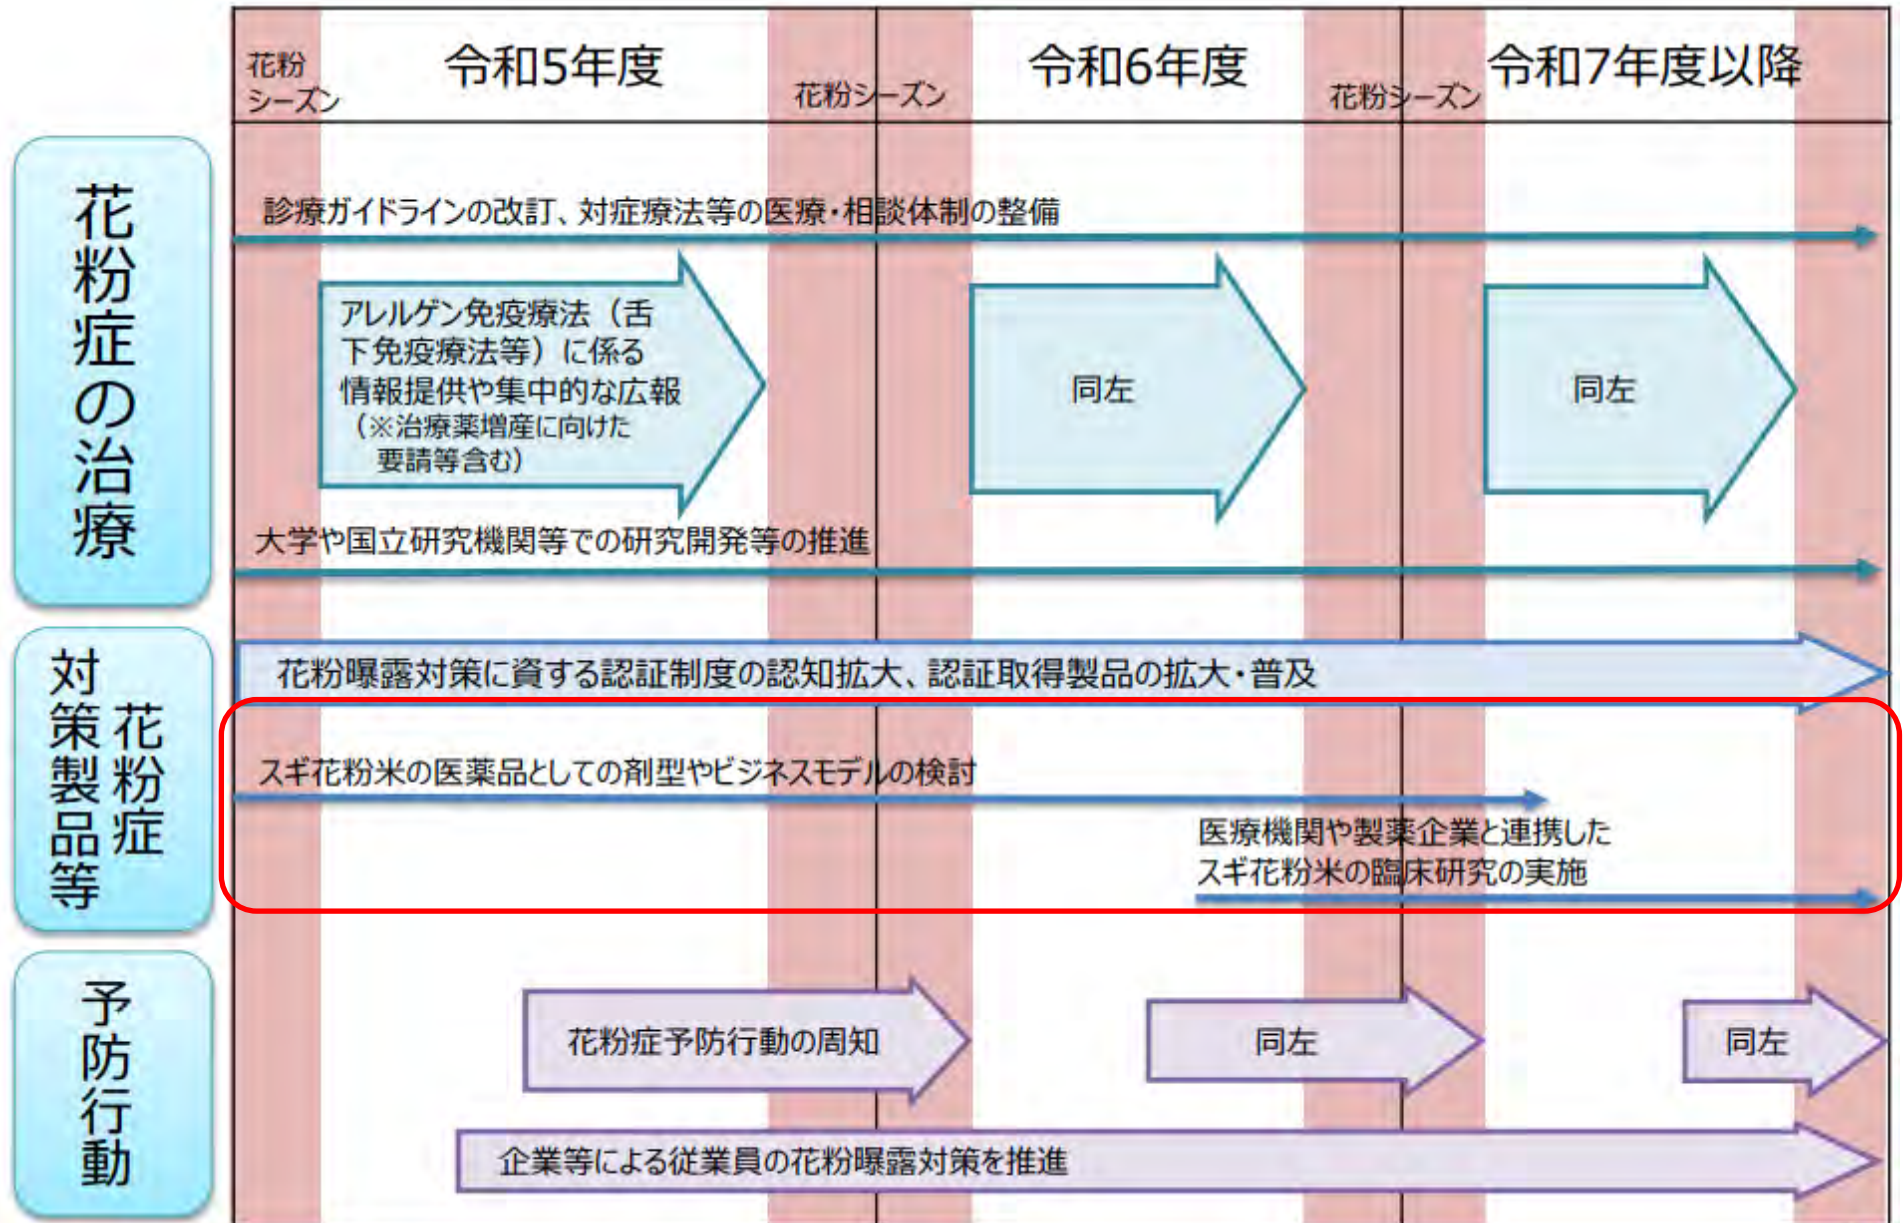 花粉
シーズン
令和5年度
花粉シーズン
令和6年度
花粉シーズン
令和7年度以降
花粉症の治療
診療ガイドラインの改訂、対症療法等の医療・相談体制の整備
アレルゲン免疫療法（舌
下免疫療法等）に係る
情報提供や集中的な広報
（※治療薬増産に向けた
要請等含む）
同左
同左
大学や国立研究機関等での研究開発等の推進
花粉症
対策製品等
花粉曝露対策に資する認証制度の認知拡大、認証取得製品の拡大・普及
スギ花粉米の医薬品としての剤型やビジネスモデルの検討
医療機関や製薬企業と連携した
スギ花粉米の臨床研究の実施
予防行動
花粉症予防行動の周知
同左
同左
企業等による従業員の花粉曝露対策を推進